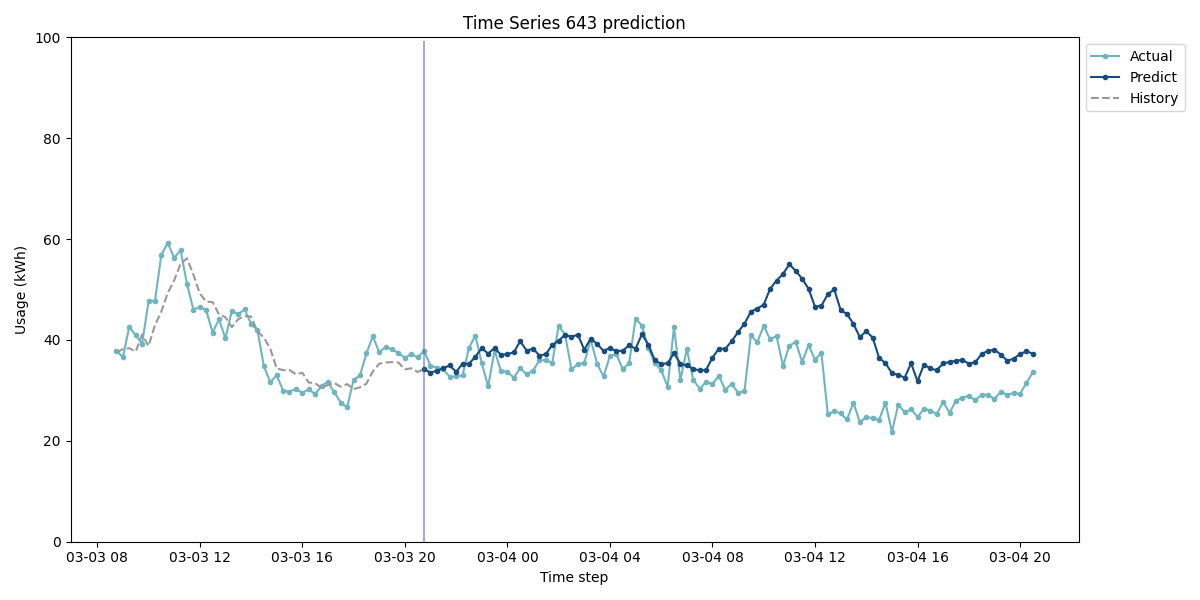 Time Series 643 prediction
100
80
60
40
20
0
Usage (kWh)
03-03 08 03-03 12 03-03 16 03-03 20 03-04 00 03-04 04 03-04 08 03-04 12 03-04 16 03-04 20
Time step
Actual
Predict
History